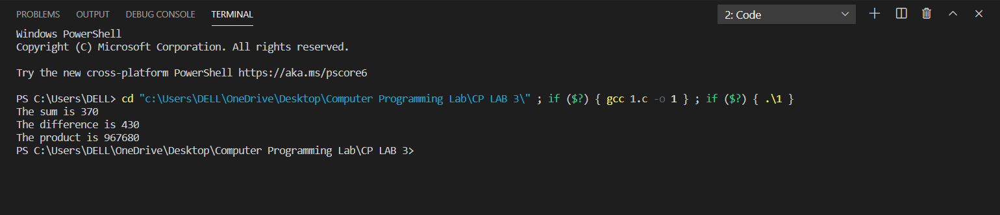 PROBLEMS OUTPUT DEBUG CONSOLE TERMINAL 2: Code
Windows PowerShell
Copyright (C) Microsoft Corporation. All rights reserved.
Try the new cross-platform PowerShell https://aka.ms/pscore6
PS C:\Users\DELL> cd "c:\Users\DELL\OneDrive\Desktop\Computer Programming Lab\CP LAB 3\" ; if ($?) { gcc 1.c -o 1 } ; if ($?) { .\1 }
The sum is 370
The difference is 430
The product is 967680
PS C:\Users\DELL\OneDrive\Desktop\Computer Programming Lab\CP LAB 3>